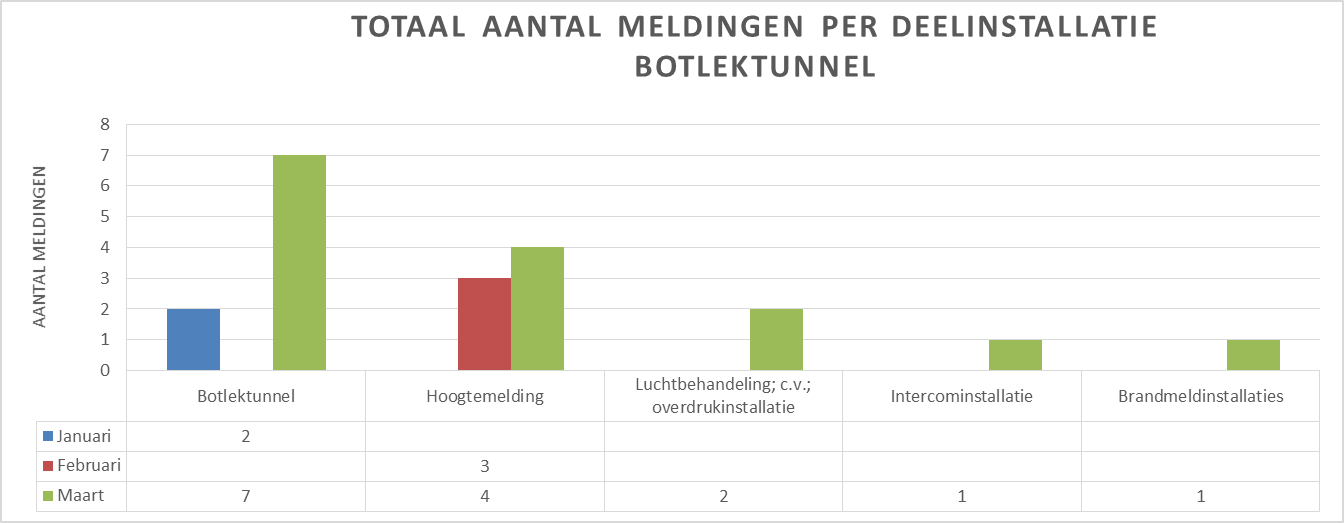 TOTAAL AANTAL MELDINGEN PER DEELINSTALLATIE
BOTLEKTUNNEL
AANTAL MELDINGEN
8
7
6
5
4
3
2
1
0
Botlektunnel Hoogtemelding Luchtbehandeling; c.v.; Intercominstallatie Brandmeldinstallaties
overdrukinstallatie
Januari 2
Februari 3
Maart 7 4 2 1 1